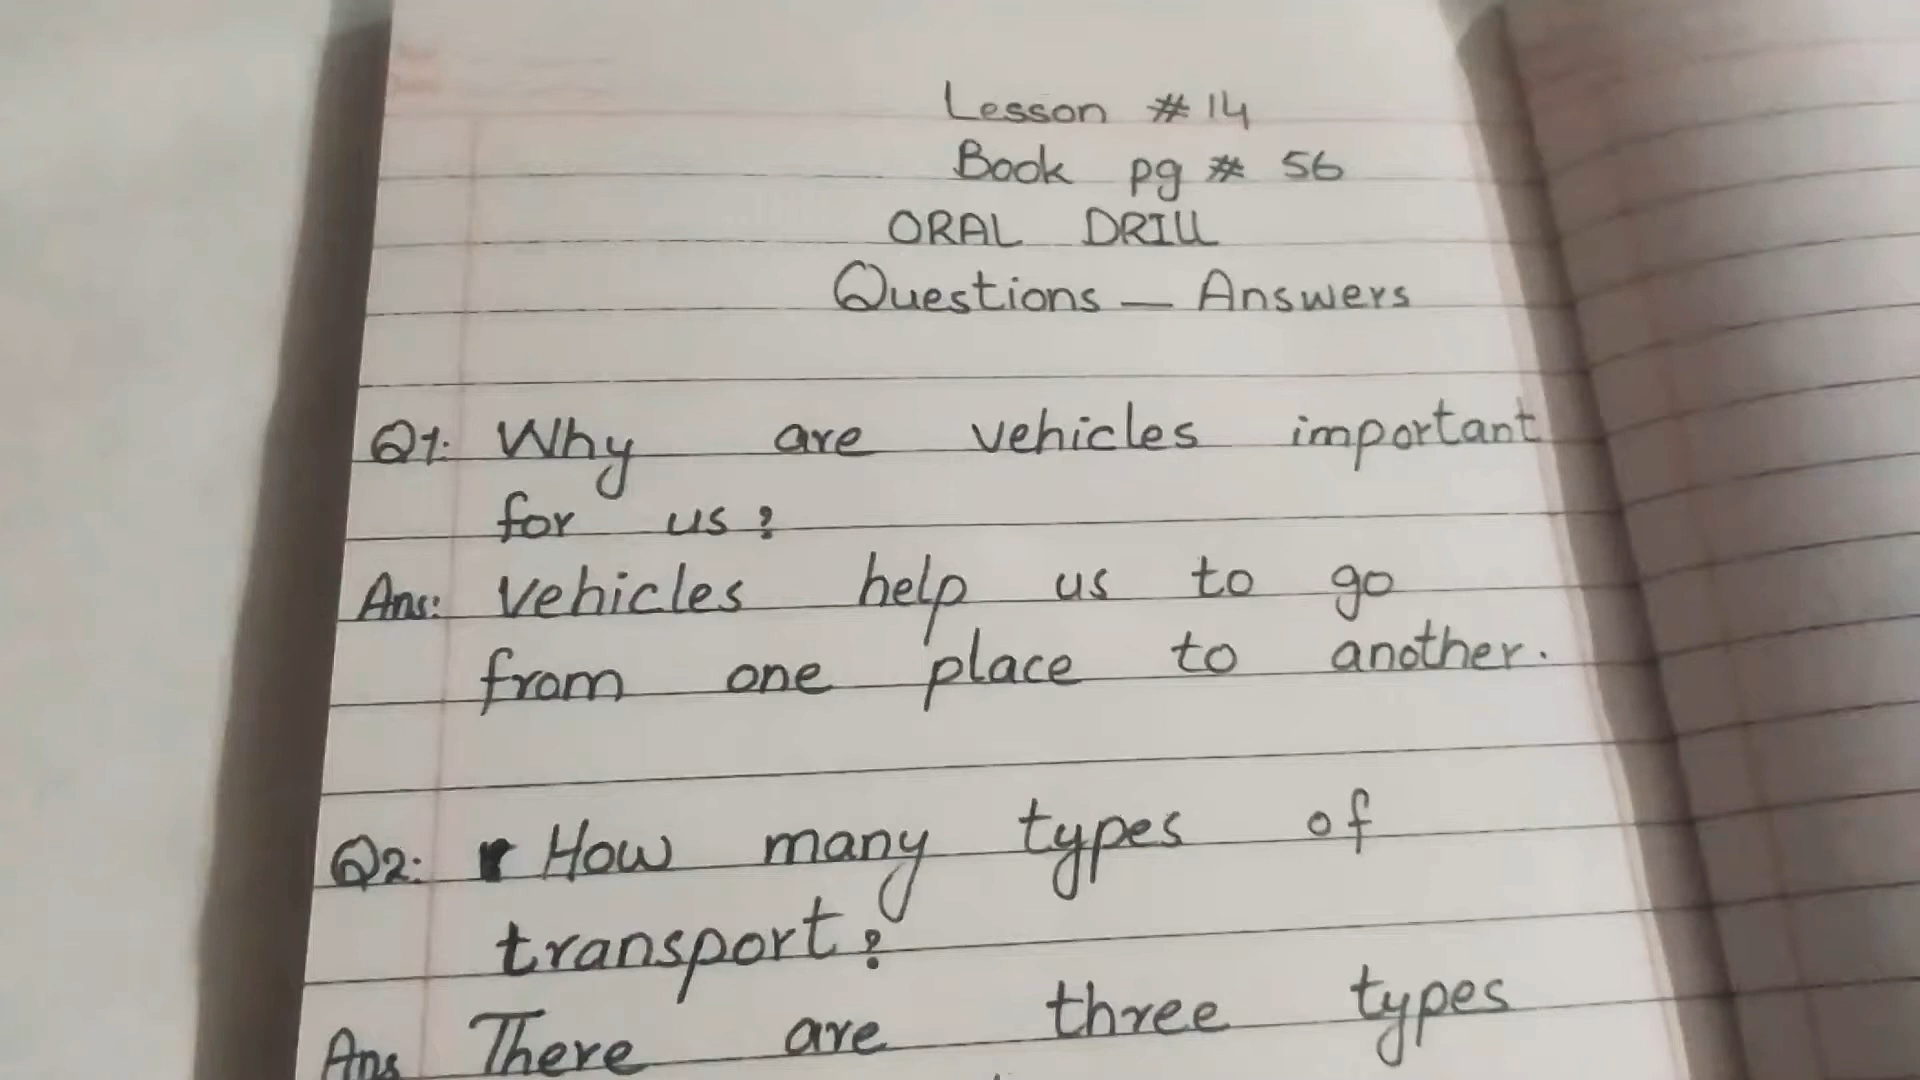 Lesson # 14
Book pg # 56
ORAL DRILL
Questions — Answers
Q1: Why are vehicles important
for us?
Ans: Vehicles help us to go
from one place to another.
Q2: How many types of
transport?
Ans There are three types